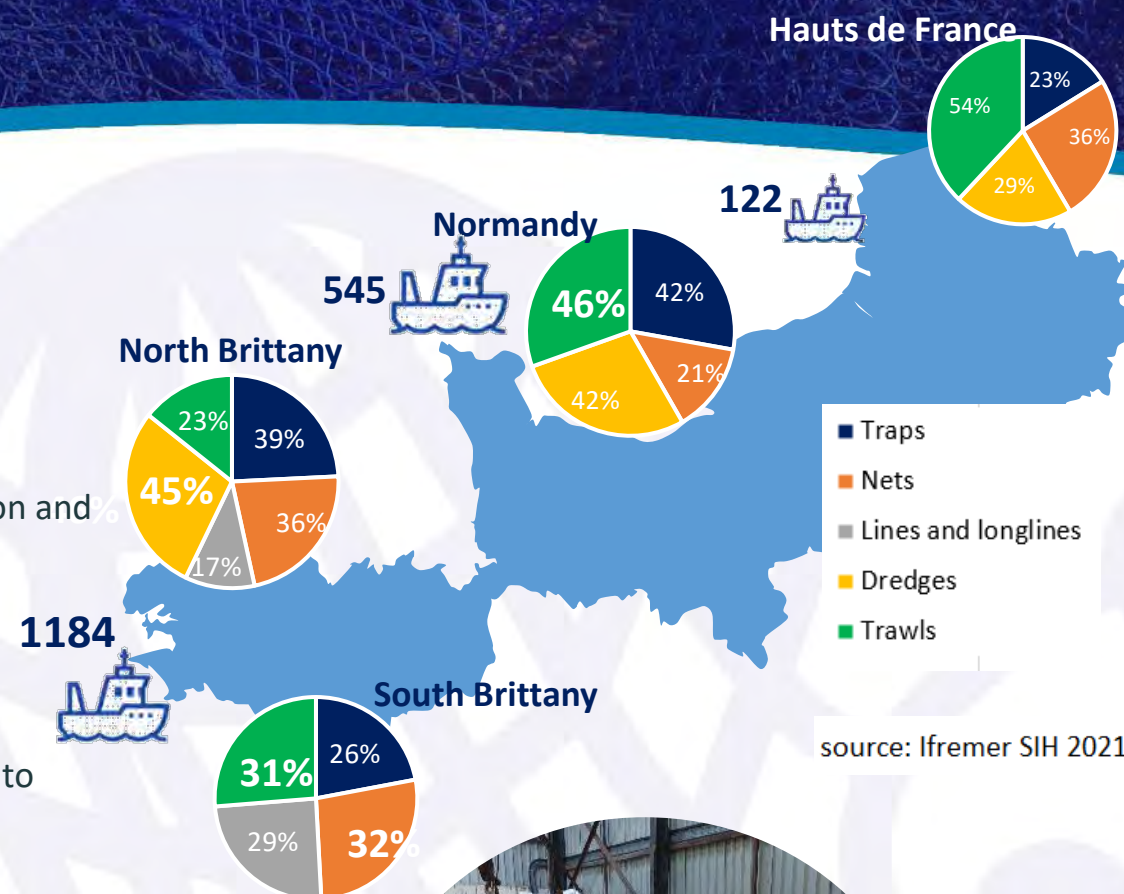 Hauts de France
23%
54%
36%
29%
122
Normandy
545
46%
42%
21%
42%
North Brittany
23%
39%
45%
36%
17%
on and
Traps
Nets
Lines and longlines
Dredges
Trawls
1184
South Brittany
source: Ifremer SIH 2021
26%
31%
to
29%
32%